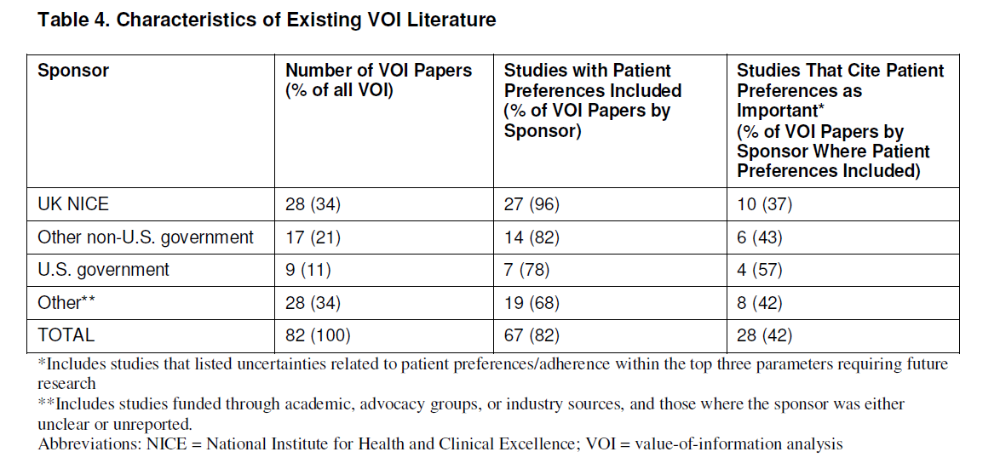 Table 4. Characteristics of Existing VOI Literature
Sponsor
Number of VOI Papers
(% of all VOI)
Studies with Patient
Preferences Included
(% of VOI Papers by
Sponsor)
Studies That Cite Patient
Preferences as
Important*
(% of VOI Papers by
Sponsor Where Patient
Preferences Included)
UK NICE 28 (34) 27 (96) 10 (37)
Other non-U.S. government 17 (21) 14 (82) 6 (43)
U.S. government 9 (11) 7 (78) 4 (57)
Other** 28 (34) 19 (68) 8 (42)
TOTAL 82 (100) 67 (82) 28 (42)
*Includes studies that listed uncertainties related to patient preferences/adherence within the top three parameters requiring future
research
**Includes studies funded through academic, advocacy groups, or industry sources, and those where the sponsor was either
unclear or unreported.
Abbreviations: NICE = National Institute for Health and Clinical Excellence; VOI = value-of-information analysis